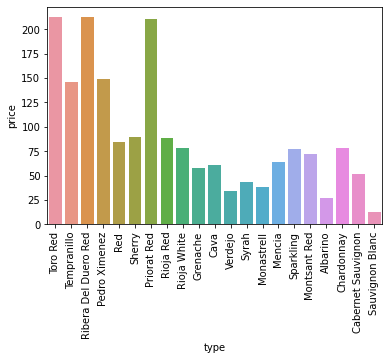 200
175
150
125
100
75
50
25
0
price
Toro Red
Tempranillo
Ribera Del Duero Red
Pedro Ximenez
Red
Sherry
Priorat Red
Rioja Red
Rioja White
Grenache
Cava
Verdejo
Syrah
Monastrell
Mencia
Sparkling
Montsant Red
Albarino
Chardonnay
Cabernet Sauvignon
Sauvignon Blanc
type